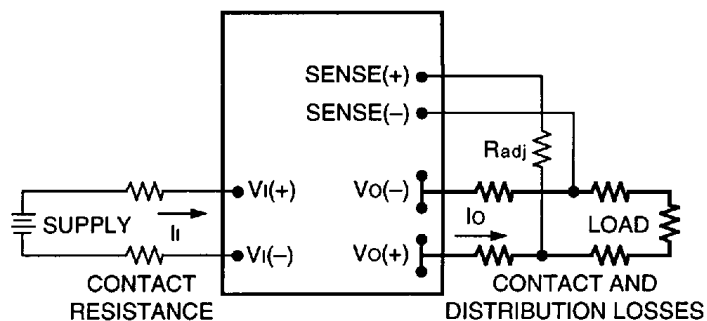 SENSE(+)
SENSE(–)
Radj
VI(+)
VO(–)
SUPPLY
II
IO
LOAD
VI(–)
VO(+)
CONTACT
RESISTANCE
CONTACT AND
DISTRIBUTION LOSSES